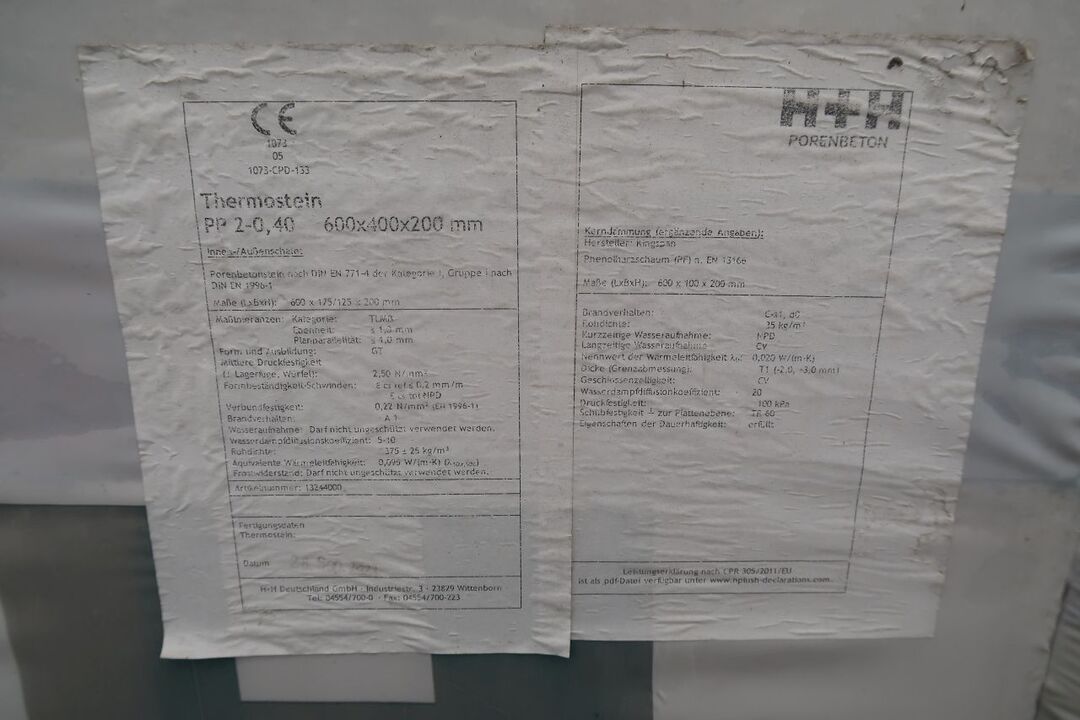 CE
1073
05
1073-CPD-133
Thermostein
PP 2-0,40 600x400x200 mm
Innen-/Außenschale:
Porenbetonstein nach DIN EN 771-4 der Kategorie I, Gruppe I nach
DIN EN 1996-1
Maße (LxBxH): 600 x 175/125 x 200 mm
Maßtoleranzen: Kategorie: TLMB
Ebenheit: ≤ 1,0 mm
Planparallelität: ≤ 1,0 mm
Form und Ausbildung: GT
Mittlere Druckfestigkeit
(⊥ Lagerfuge, Würfel): 2,50 N/mm²
Formbeständigkeit-Schwinden: ≤ 0,2 mm/m
NPD
Verbundfestigkeit: 0,22 N/mm² (EN 1996-1)
Brandverhalten: A 1
Wasseraufnahme: Darf nicht ungeschützt verwendet werden.
Wasserdampfdiffusionskoeffizient: 5-10
Rohdichte: 375 ± 25 kg/m³
Äquivalente Wärmeleitfähigkeit: 0,095 W/(m·K)
Frostwiderstand: Darf nicht ungeschützt verwendet werden.
Artikelnummer: 13244000
Fertigungsdaten
Thermostein:
Datum
H+H Deutschland GmbH · Industriestr. 3 · 23829 Wittenborn
Tel. 04554/700-0 · Fax: 04554/700-223
H+H
PORENBETON
Kerndämmung (ergänzende Angaben):
Hersteller: Kingspan
Phenolharzschaum (PF) n. EN 13166
Maße (LxBxH): 600 x 100 x 200 mm
Brandverhalten: C-s1, d0
Rohdichte: 35 kg/m³
Kurzzeitige Wasseraufnahme: NPD
Langzeitige Wasseraufnahme CV
Nennwert der Wärmeleitfähigkeit 0,020 W/(m·K)
Dicke (Grenzabmessung): T1 (-2,0, +3,0 mm)
Geschlossenzelligkeit: CV
Wasserdampfdiffusionskoeffizient: 20
Druckfestigkeit: 100 kPa
Schubfestigkeit ⊥ zur Plattenebene: TR 60
Eigenschaften der Dauerhaftigkeit: erfüllt
Leistungserklärung nach CPR 305/2011/EU
ist als pdf-Datei verfügbar unter www.hplush-declarations.com